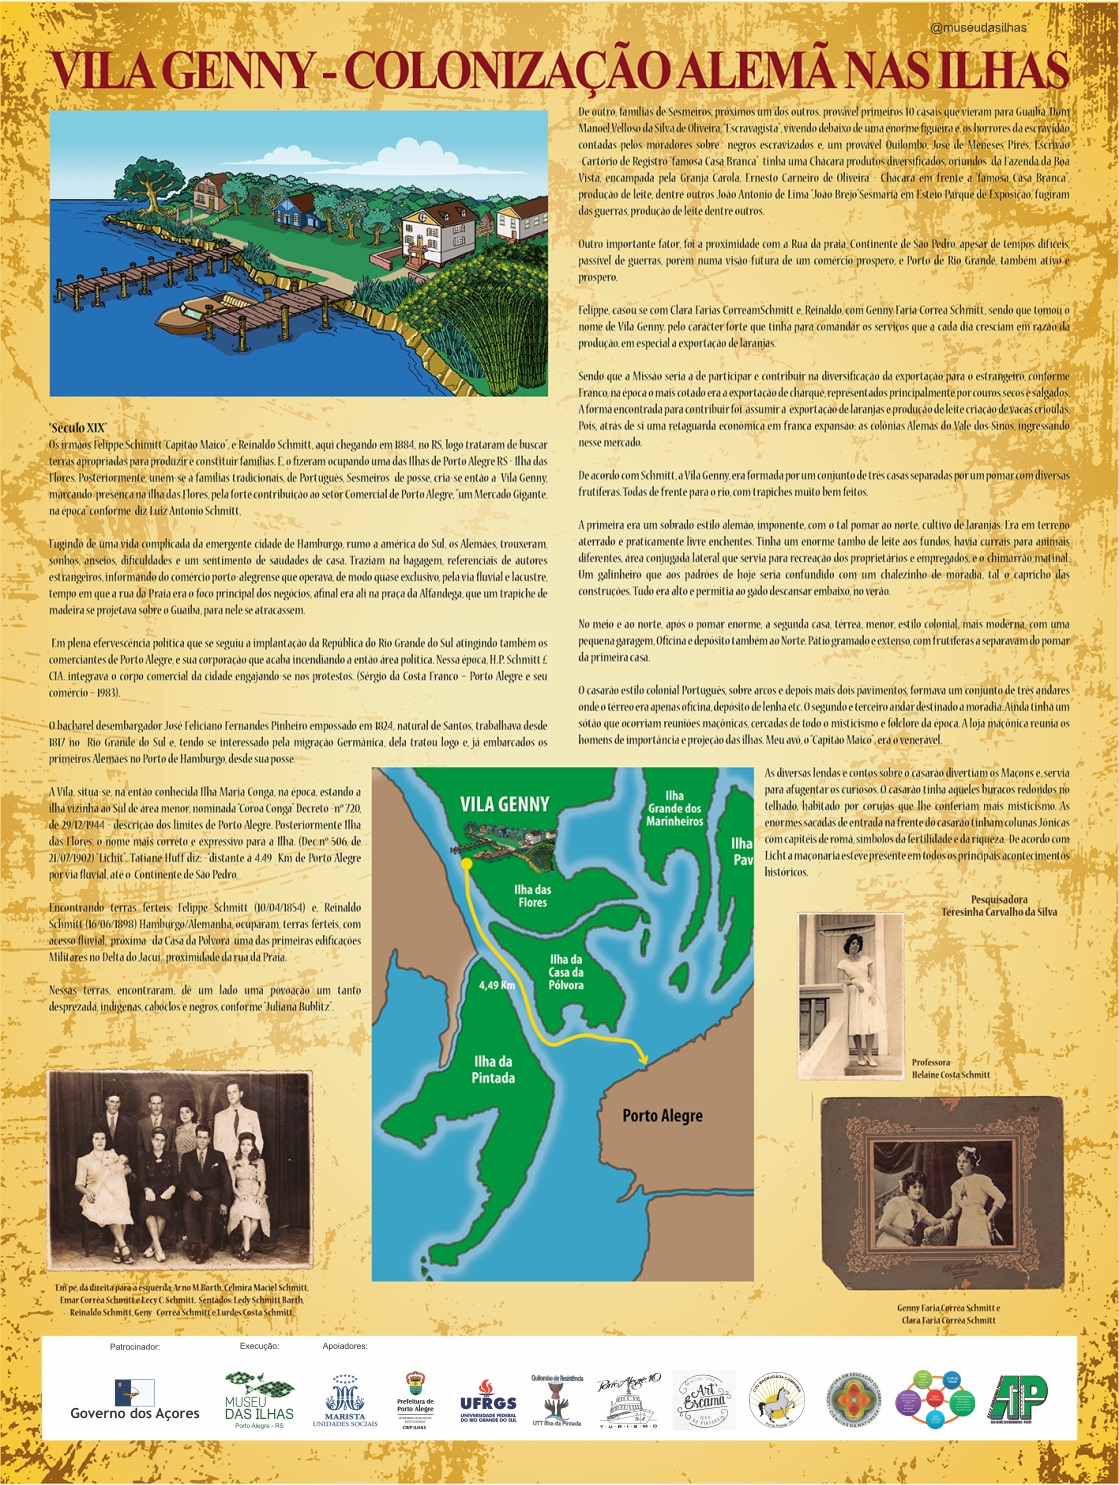 @museudasilhas
VILA GENNY - COLONIZAÇÃO ALEMÃ NAS ILHAS
"Século XIX"
Os irmãos Felippe Schimitt "Capitão Maico", e Reinaldo Schmitt, aqui chegando em 1884, no RS, logo trataram de buscar
terras apropriadas para produzir e constituir famílias. E, o fizeram ocupando uma das Ilhas de Porto Alegre RS - Ilha das
Flores. Posteriormente, unem-se à famílias tradicionais, de Português, Sesmeiros de posse, cria-se então a Vila Genny,
marcando presença na ilha das Flores, pela forte contribuição ao setor Comercial de Porto Alegre, "um Mercado Gigante,
na época" conforme diz Luiz Antonio Schmitt,
Fugindo de uma vida complicada da emergente cidade de Hamburgo, rumo a américa do Sul, os Alemães, trouxeram,
sonhos, anseios, dificuldades e um sentimento de saudades de casa. Traziam na bagagem, referenciais de autores
estrangeiros, informando do comércio porto-alegrense que operava, de modo quase exclusivo, pela via fluvial e lacustre,
tempo em que a rua da Praia era o foco principal dos negócios, afinal era ali na praça da Alfandega, que um trapiche de
madeira se projetava sobre o Guaíba, para nele se atracassem.
Em plena efervescência política que se seguiu a implantação da República do Rio Grande do Sul atingindo também os
comerciantes de Porto Alegre, e sua corporação que acaba incendiando a então área política. Nessa época, H.P. Schmitt £
CIA. integrava o corpo comercial da cidade engajando-se nos protestos. (Sérgio da Costa Franco – Porto Alegre e seu
comércio – 1983).
O bacharel desembargador José Feliciano Fernandes Pinheiro empossado em 1824, natural de Santos, trabalhava desde
1817 no Rio Grande do Sul e, tendo se interessado pela migração Germânica, dela tratou logo e, já embarcados os
primeiros Alemães no Porto de Hamburgo, desde sua posse.
A Vila, situa-se, na então conhecida Ilha Maria Conga, na época, estando a
ilha vizinha ao Sul de área menor, nominada "Coroa Conga" Decreto -nº 720,
de 29/12/1944 - descrição dos limites de Porto Alegre. Posteriormente Ilha
das Flores, o nome mais correto e expressivo para a Ilha. (Dec.nº 506, de
21/07/1902) "Lichit". Tatiane Huff diz: "distante à 4.49 Km de Porto Alegre
por via fluvial, até o Continente de São Pedro,
Encontrando terras ferteis, Felippe Schmitt (10/04/1854) e, Reinaldo
Schmitt (16/06/1898) Hamburgo/Alemanha, ocuparam, terras ferteis, com
acesso fluvial, próxima da Casa da Pólvora uma das primeiras edificações
Militares no Delta do Jacuí, proximidade da rua da Praia.
Nessas terras, encontraram, de um lado uma povoação um tanto
desprezada, indígenas, caboclos e negros, conforme "Juliana Bublitz".
De outro, famílias de Sesmeiros, próximos um dos outros, provável primeiros 10 casais que vieram para Guaíba, Dom
Manoel Velloso da Silva de Oliveira, "Escravagista", vivendo debaixo de uma enorme figueira e, os horrores da escravidão
contadas pelos moradores sobre negros escravizados e, um provável Quilombo, José de Meneses Pires, Escrivão
-Cartório de Registro "famosa Casa Branca" tinha uma Chácara produtos diversificados, oriundos da Fazenda da Boa
Vista, encampada pela Granja Carola, Ernesto Carneiro de Oliveira - Chácara em frente a "famosa Casa Branca",
produção de leite, dentre outros João Antonio de Lima "João Brejo"Sesmaria em Esteio Parque de Exposição, fugiram
das guerras, produção de leite dentre outros.
Outro importante fator, foi a proximidade com a Rua da praia, Continente de São Pedro, apesar de tempos difíceis,
passível de guerras, porém numa visão futura de um comércio prospero, e Porto de Rio Grande, também ativo e
prospero.
Felippe, casou se com Clara Farias CorreamSchmitt e, Reinaldo, com Genny Faria Correa Schmitt, sendo que tomou o
nome de Vila Genny, pelo carácter forte que tinha para comandar os serviços que a cada dia cresciam em razão da
produção, em especial a exportação de laranjas.
Sendo que a Missão seria a de participar e contribuir na diversificação da exportação para o estrangeiro, conforme
Franco, na época o mais cotado era a exportação de charque, representados principalmente por couros secos e salgados.
A forma encontrada para contribuir foi assumir a exportação de laranjas e produção de leite criação de vacas crioulas.
Pois, atrás de si uma retaguarda econômica em franca expansão: as colônias Alemãs do Vale dos-Sinos, ingressando
nesse mercado.
De acordo com Schmitt, a Vila Genny, era formada por um conjunto de três casas separadas por um pomar com diversas
frutíferas. Todas de frente para o rio, com trapiches muito bem feitos.
A primeira era um sobrado estilo alemão, imponente, com o tal pomar ao norte, cultivo de laranjas. Era em terreno
aterrado e praticamente livre enchentes. Tinha um enorme tambo de leite aos fundos, havia currais para animais
diferentes, área conjugada lateral que servia para recreação dos proprietários e empregados, e o chimarrão matinal.
Um galinheiro que aos padrões de hoje seria confundido com um chalezinho de moradia, tal o capricho das
construções. Tudo era alto e permitia ao gado descansar embaixo, no verão.
No meio e ao norte, após o pomar enorme, a segunda casa, térrea, menor, estilo colonial, mais moderna, com uma
pequena garagem, Oficina e depósito também ao Norte. Pátio gramado e extenso, com frutíferas a separavam do pomar
da primeira casa.
O casarão estilo colonial Português, sobre arcos e depois mais dois pavimentos, formava um conjunto de três andares
onde o térreo era apenas oficina, depósito de lenha etc. O segundo e terceiro andar destinado a moradia. Ainda tinha um
sótão que ocorriam reuniões maçônicas, cercadas de todo o misticismo e folclore da época. A loja maçônica reunia os
homens de importância e projeção das ilhas. Meu avô, o "Capitão Maico", era o venerável.
As diversas lendas e contos sobre o casarão divertiam os Maçons e, servia
para afugentar os curiosos. O casarão tinha aqueles buracos redondos no
telhado, habitado por corujas que lhe conferiam mais misticismo. As
enormes sacadas de entrada na frente do casarão tinham colunas Jônicas
com capitéis de romã, símbolos da fertilidade e da riqueza. De acordo com
Licht a maçonaria esteve presente em todos os principais acontecimentos
históricos.
Pesquisadora
Teresinha Carvalho da Silva
VILA GENNY
Ilha
Grande dos
Marinheiros
Ilha
Pav
Ilha das
Flores
Ilha da
Casa da
Pólvora
4,49 Km
Ilha da
Pintada
Porto Alegre
Professora
Helaine Costa Schmitt
Em pé, da direita para a esquerda, Arno M Barth, Celmira Maciel Schmitt,
Emar Corrêa Schmitt e Lecy C. Schmitt. Sentados: Ledy Schmitt Barth,
Reinaldo Schmitt, Geny Corrêa Schmitt e Lurdes Costa Schmitt.
Genny Faria Corrêa Schmitt e
Clara Faria Corrêa Schmitt
Patrocinador:
Execução:
Apoiadores:
Governo dos Açores
MUSEU
DAS ILHAS
Porto Alegre - RS
MARISTA
UNIDADES SOCIAIS
Prefeitura de
Porto Alegre
CRIP ILHAS
UFRGS
UNIVERSIDADE FEDERAL
DO RIO GRANDE DO SUL
Quilombo de Resistência
UTT Ilha da Pintada
Porto Alegre 10
TURISMO
Art
Escama
AIP